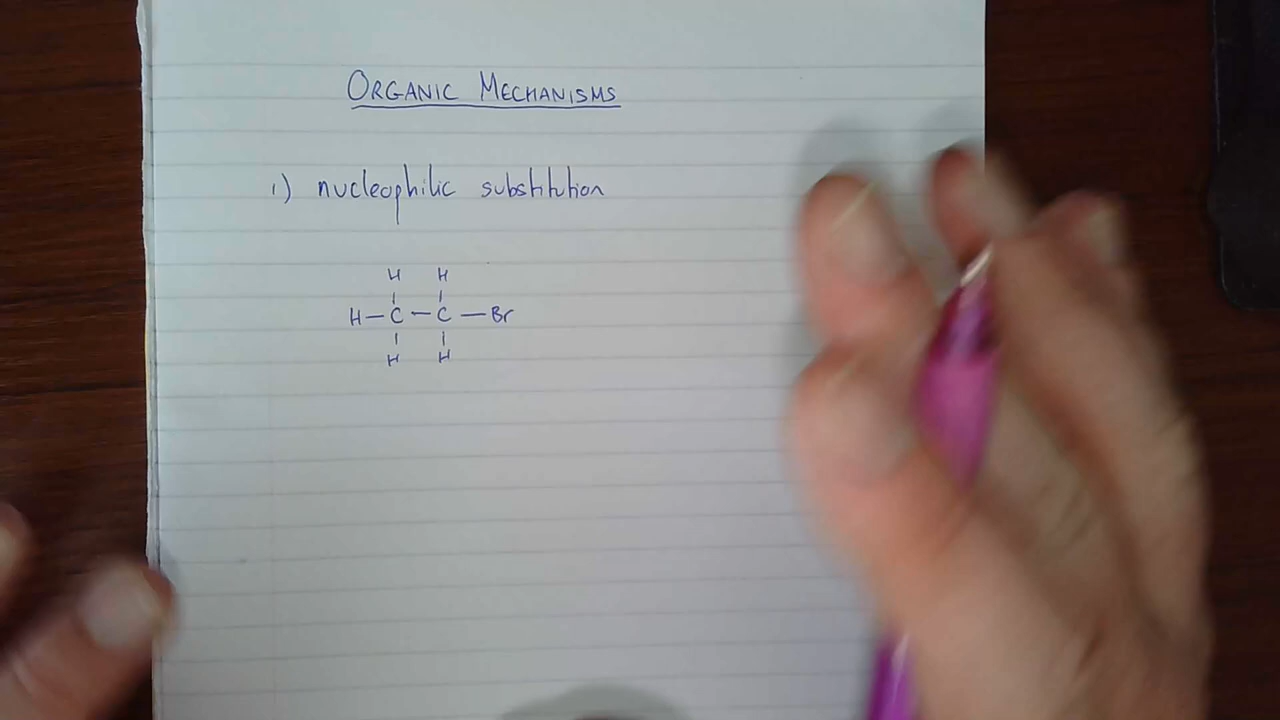 ORGANIC MECHANISMS
1) nucleophilic substitution
H H
H-C-C-Br
H H